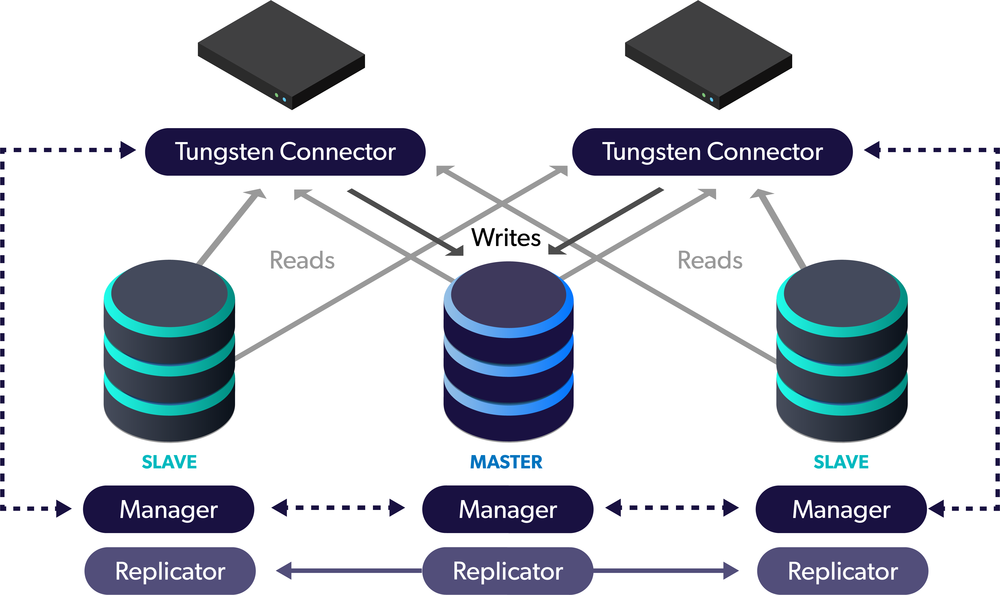 Tungsten Connector
Tungsten Connector
Writes
Reads
Reads
SLAVE
MASTER
SLAVE
Manager
Manager
Manager
Replicator
Replicator
Replicator